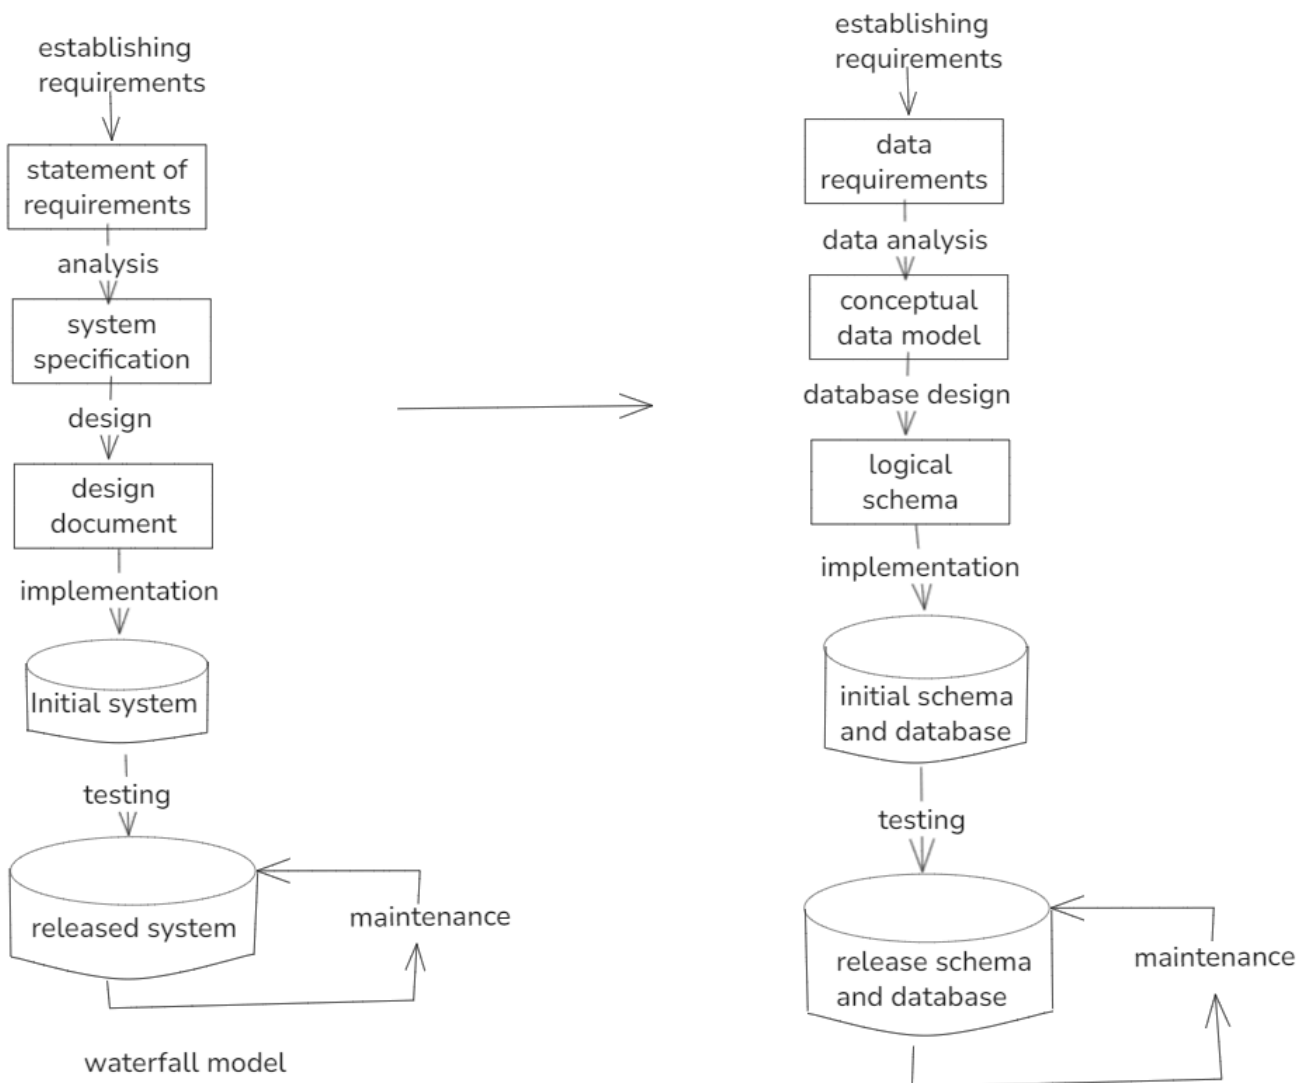 establishing
requirements
statement of
requirements
analysis
system
specification
design
design
document
implementation
Initial system
testing
released system
maintenance
waterfall model
establishing
requirements
data
requirements
data analysis
conceptual
data model
database design
logical
schema
implementation
initial schema
and database
testing
release schema
and database
maintenance